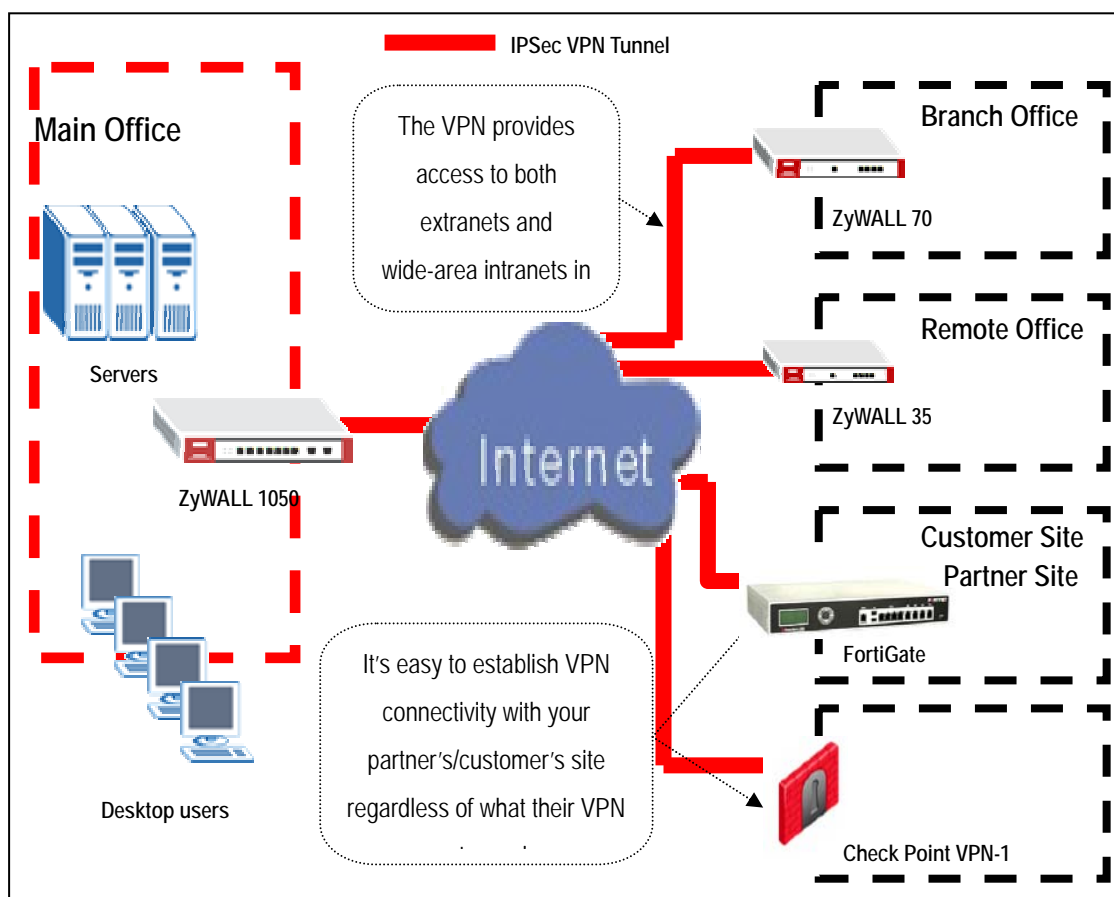 IPSec VPN Tunnel
Main Office
The VPN provides
access to both
extranets and
wide-area intranets in
Branch Office
ZyWALL 70
Remote Office
ZyWALL 35
Servers
ZyWALL 1050
Internet
Customer Site
Partner Site
FortiGate
It's easy to establish VPN
connectivity with your
partner's/customer's site
regardless of what their VPN
Desktop users
Check Point VPN-1